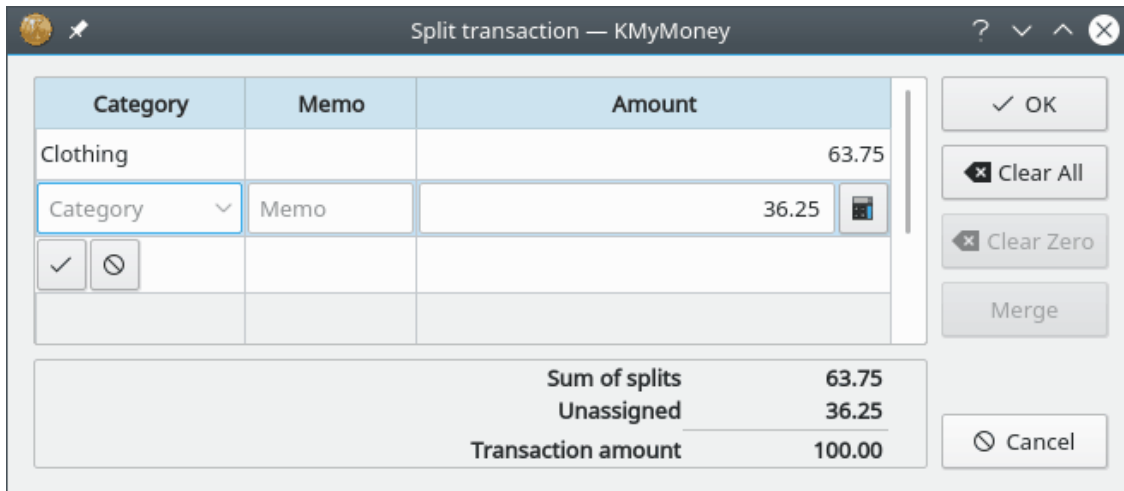 Split transaction — KMyMoney
Category Memo Amount
Clothing 63.75
Category Memo 36.25
Sum of splits 63.75
Unassigned 36.25
Transaction amount 100.00
OK
Clear All
Clear Zero
Merge
Cancel